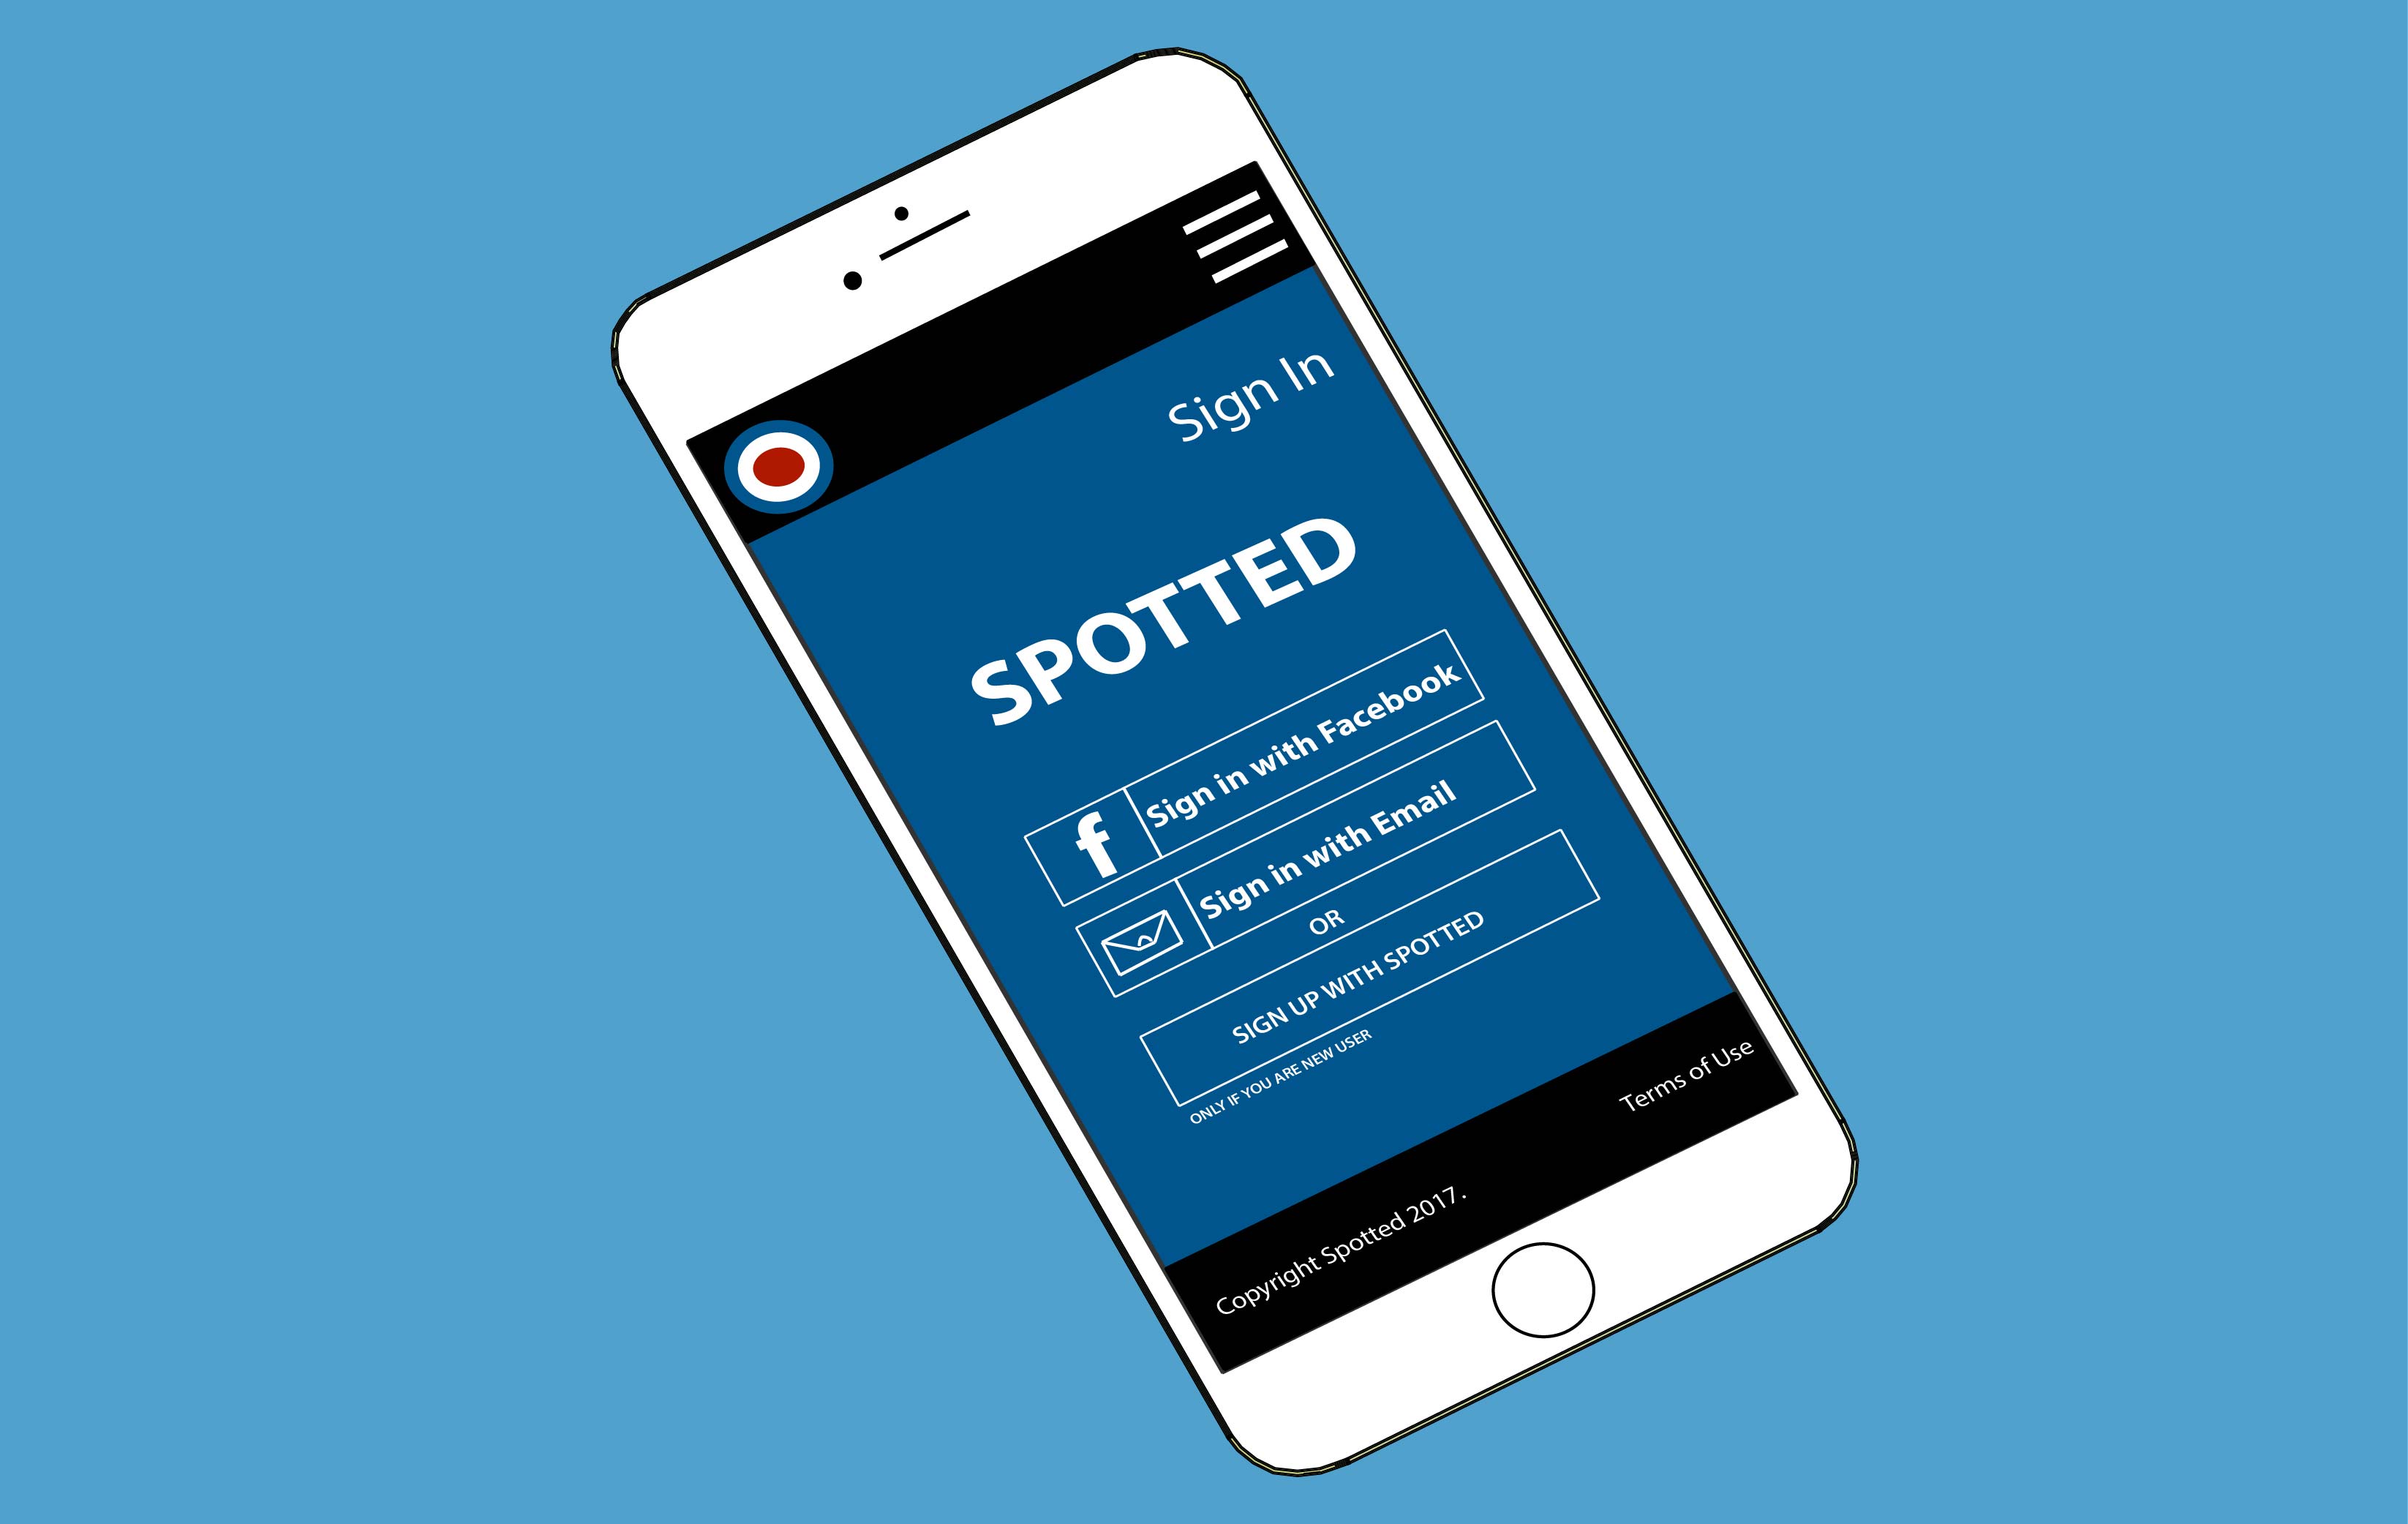 Sign In
SPOTTED
f
Sign in with Facebook
Sign in with Email
OR
SIGN UP WITH SPOTTED
ONLY IF YOU ARE NEW USER
Copyright Spotted 2017.
Terms of Use